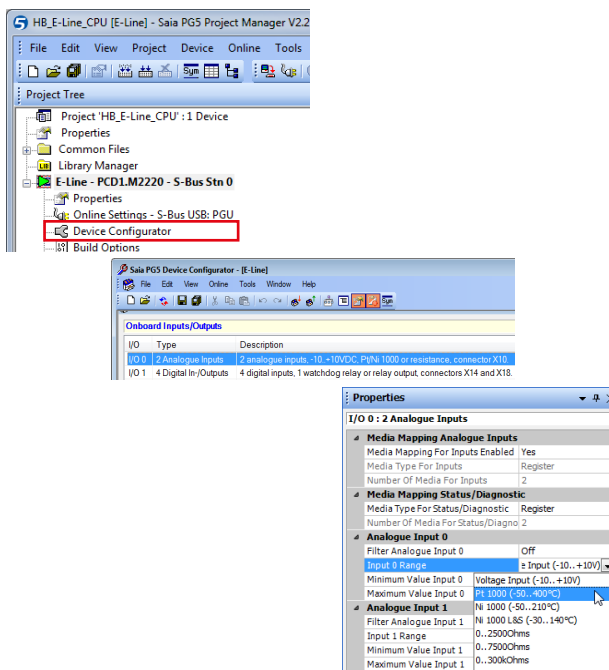 HB_E-Line_CPU [E-Line] - Saia PG5 Project Manager V2.2
File Edit View Project Device Online Tools
Sym
Project Tree
Project 'HB_E-Line_CPU' : 1 Device
Properties
Common Files
Library Manager
E-Line - PCD1.M2220 - S-Bus Stn 0
Properties
Online Settings - S-Bus USB: PGU
Device Configurator
Build Options
Saia PG5 Device Configurator - [E-Line]
File Edit View Online Tools Window Help
Sym
Onboard Inputs/Outputs
I/O Type Description
I/O 0 2 Analogue Inputs 2 analogue inputs, -10..+10VDC, Pt/Ni 1000 or resistance, connector X10.
I/O 1 4 Digital In-/Outputs 4 digital inputs, 1 watchdog relay or relay output, connectors X14 and X18.
Properties
I/O 0 : 2 Analogue Inputs
Media Mapping Analogue Inputs
Media Mapping For Inputs Enabled Yes
Media Type For Inputs Register
Number Of Media For Inputs 2
Media Mapping Status/Diagnostic
Media Type For Status/Diagnostic Register
Number Of Media For Status/Diagno 2
Analogue Input 0
Filter Analogue Input 0 Off
Input 0 Range e Input (-10..+10V)
Minimum Value Input 0 Voltage Input (-10..+10V)
Maximum Value Input 0 Pt 1000 (-50..400°C)
Analogue Input 1 Ni 1000 (-50..210°C)
Filter Analogue Input 1 Ni 1000 L&S (-30..140°C)
Input 1 Range 0..2500Ohms
Minimum Value Input 1 0..7500Ohms
Maximum Value Input 1 0..300kOhms